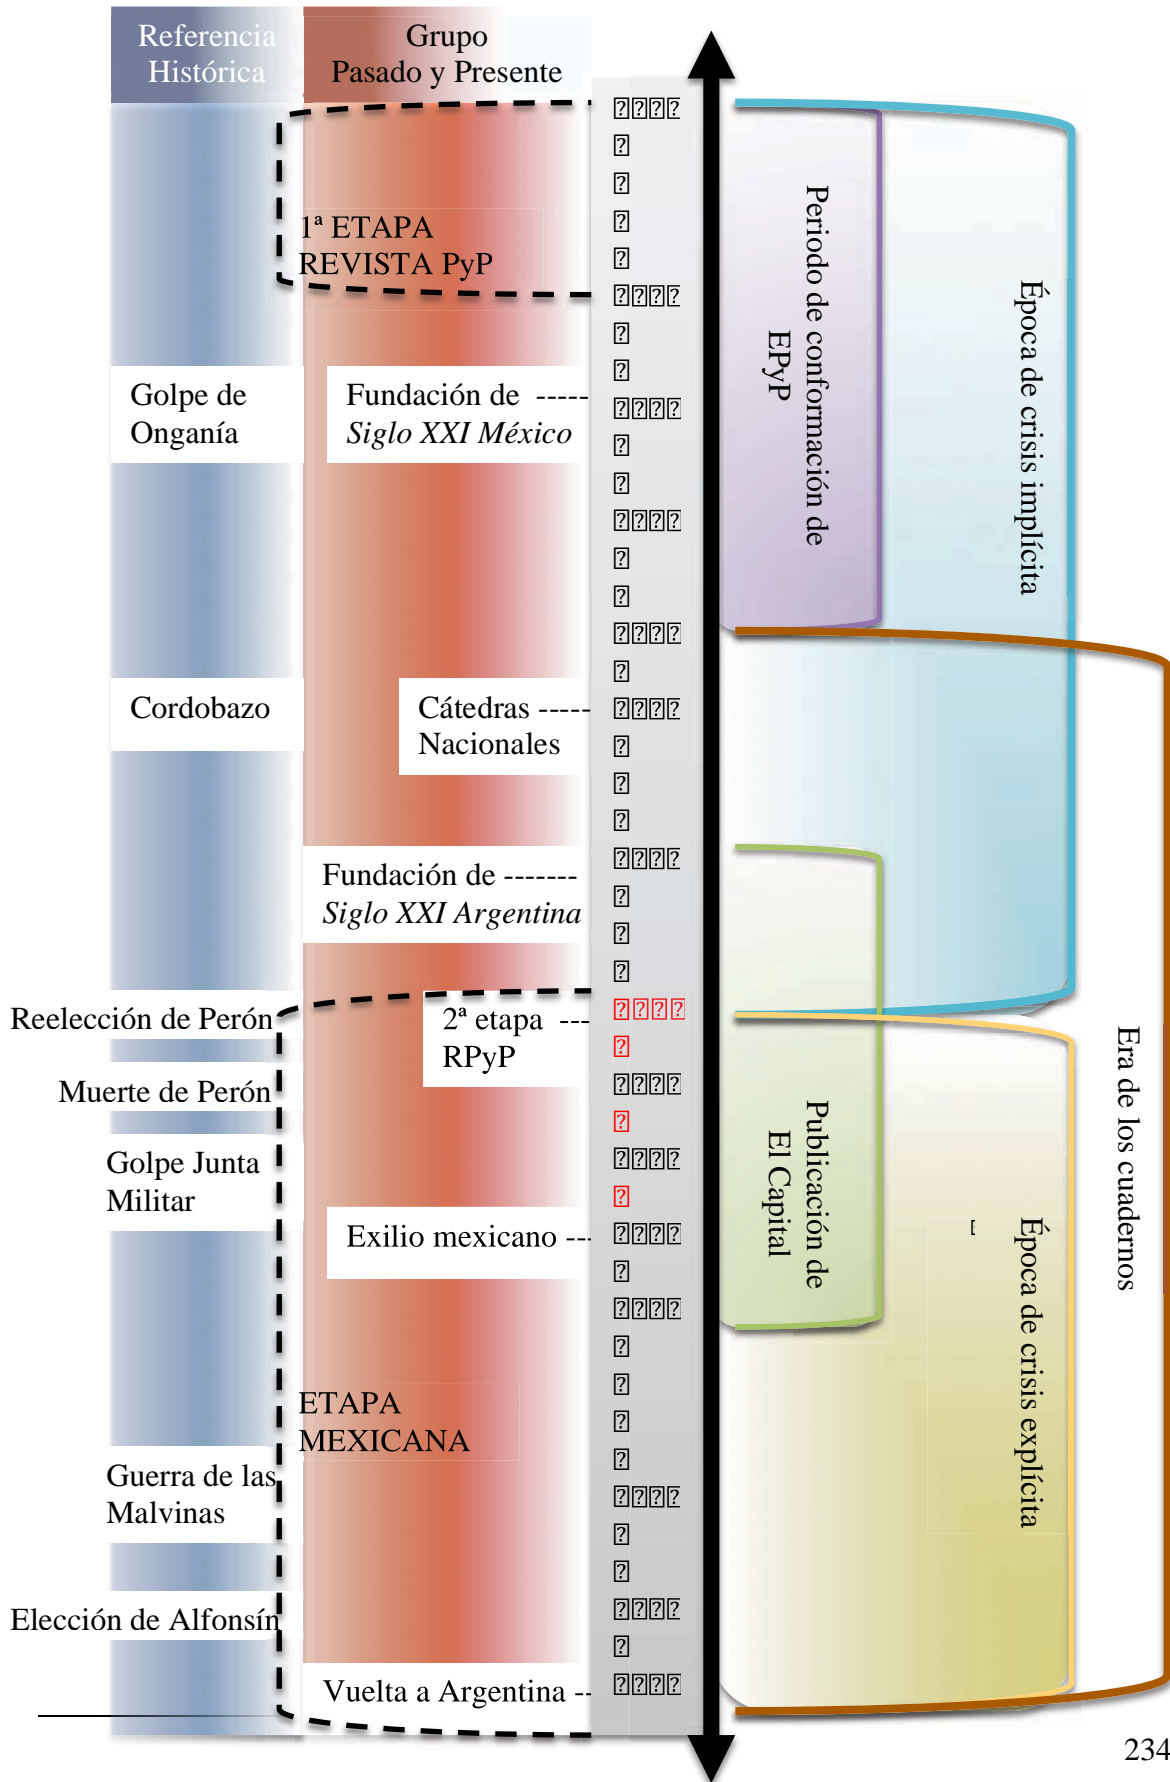 Referencia
Histórica
Grupo
Pasado y Presente
1ª ETAPA
REVISTA PyP
Golpe de
Onganía
Fundación de -----
Siglo XXI México
Cordobazo
Cátedras -----
Nacionales
Fundación de -------
Siglo XXI Argentina
Reelección de Perón
2ª etapa ---
RPyP
Muerte de Perón
Golpe Junta
Militar
Exilio mexicano ---
ETAPA
MEXICANA
Guerra de las
Malvinas
Elección de Alfonsín
Vuelta a Argentina --
Periodo de conformación de
EPyP
Época de crisis implícita
Publicación de
El Capital
Época de crisis explícita
Era de los cuadernos
234